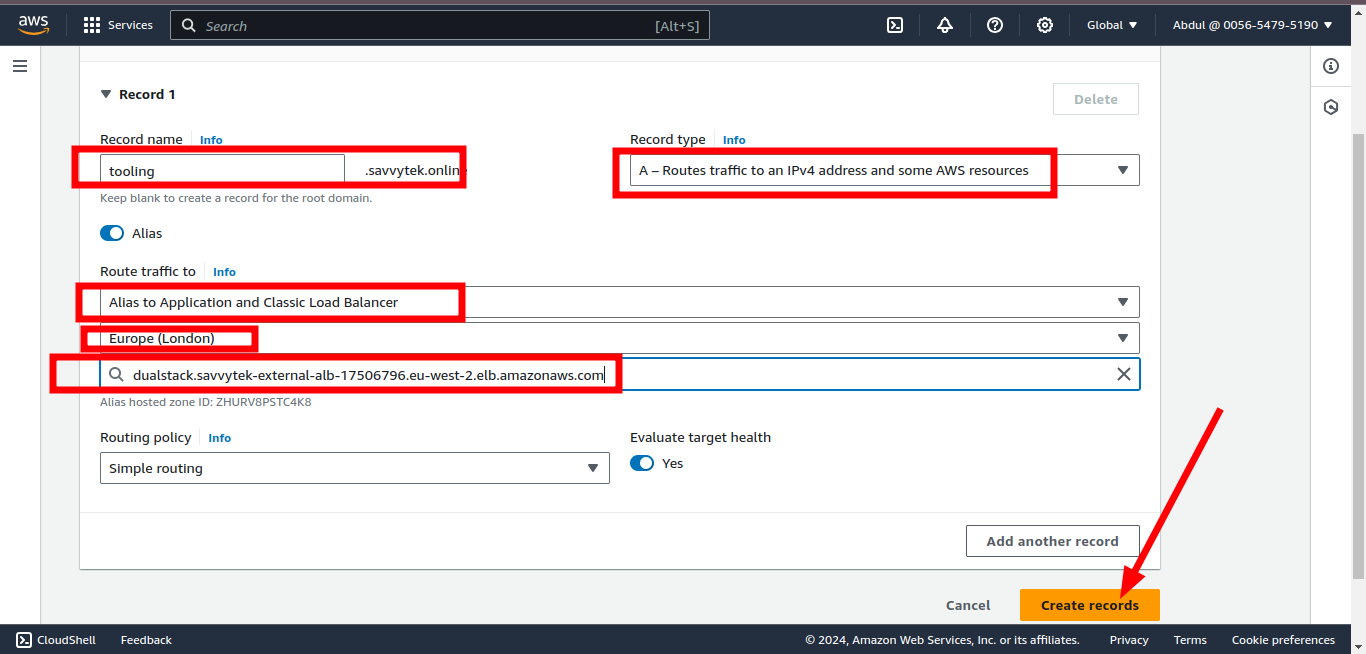 aws Services Search [Alt+S] Global Abdul @ 0056-5479-5190
Record 1 Delete
Record name Info Record type Info
tooling .savvytek.online A – Routes traffic to an IPv4 address and some AWS resources
Keep blank to create a record for the root domain.
Alias
Route traffic to Info
Alias to Application and Classic Load Balancer
Europe (London)
dualstack.savvytek-external-alb-17506796.eu-west-2.elb.amazonaws.com
Alias hosted zone ID: ZHURV8PSTC4K8
Routing policy Info Evaluate target health
Simple routing Yes
Add another record
Cancel Create records
CloudShell Feedback © 2024, Amazon Web Services, Inc. or its affiliates. Privacy Terms Cookie preferences